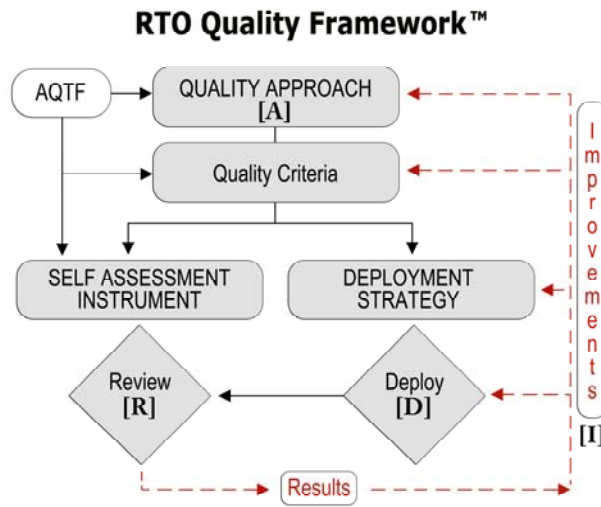 RTO Quality Framework™
AQTF
QUALITY APPROACH
[A]
Quality Criteria
SELF ASSESSMENT
INSTRUMENT
DEPLOYMENT
STRATEGY
Review
[R]
Deploy
[D]
Results
Improvements
[I]